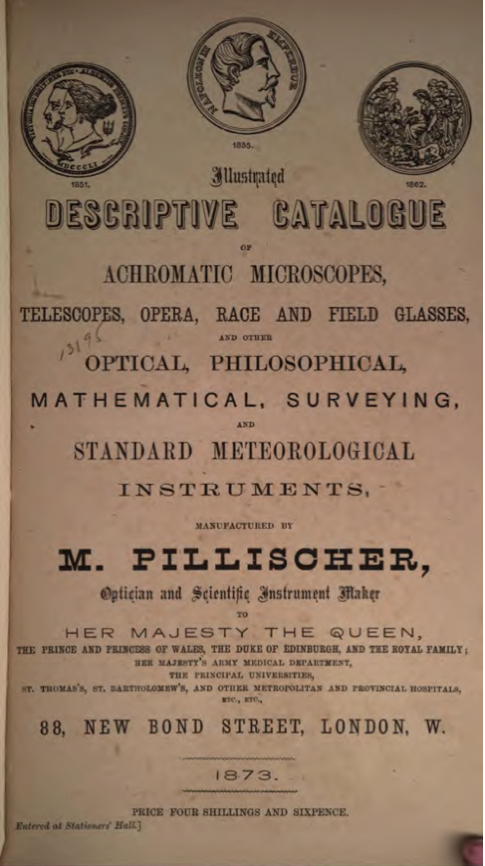 NAPOLEON III EMPEREUR
MDCCCLI
1855.
1851.
1862.
Illustrated
DESCRIPTIVE CATALOGUE
OF
ACHROMATIC MICROSCOPES,
TELESCOPES, OPERA, RACE AND FIELD GLASSES,
AND OTHER
13195
OPTICAL, PHILOSOPHICAL,
MATHEMATICAL, SURVEYING,
AND
STANDARD METEOROLOGICAL
INSTRUMENTS,
MANUFACTURED BY
M. PILLISCHER,
Optician and Scientific Instrument Maker
TO
HER MAJESTY THE QUEEN,
THE PRINCE AND PRINCESS OF WALES, THE DUKE OF EDINBURGH, AND THE ROYAL FAMILY;
HER MAJESTY'S ARMY MEDICAL DEPARTMENT,
THE PRINCIPAL UNIVERSITIES,
ST. THOMAS'S, ST. BARTHOLOMEW'S, AND OTHER METROPOLITAN AND PROVINCIAL HOSPITALS,
ETC., ETC.,
88, NEW BOND STREET, LONDON, W.
1873.
PRICE FOUR SHILLINGS AND SIXPENCE.
Entered at Stationers' Hall.]